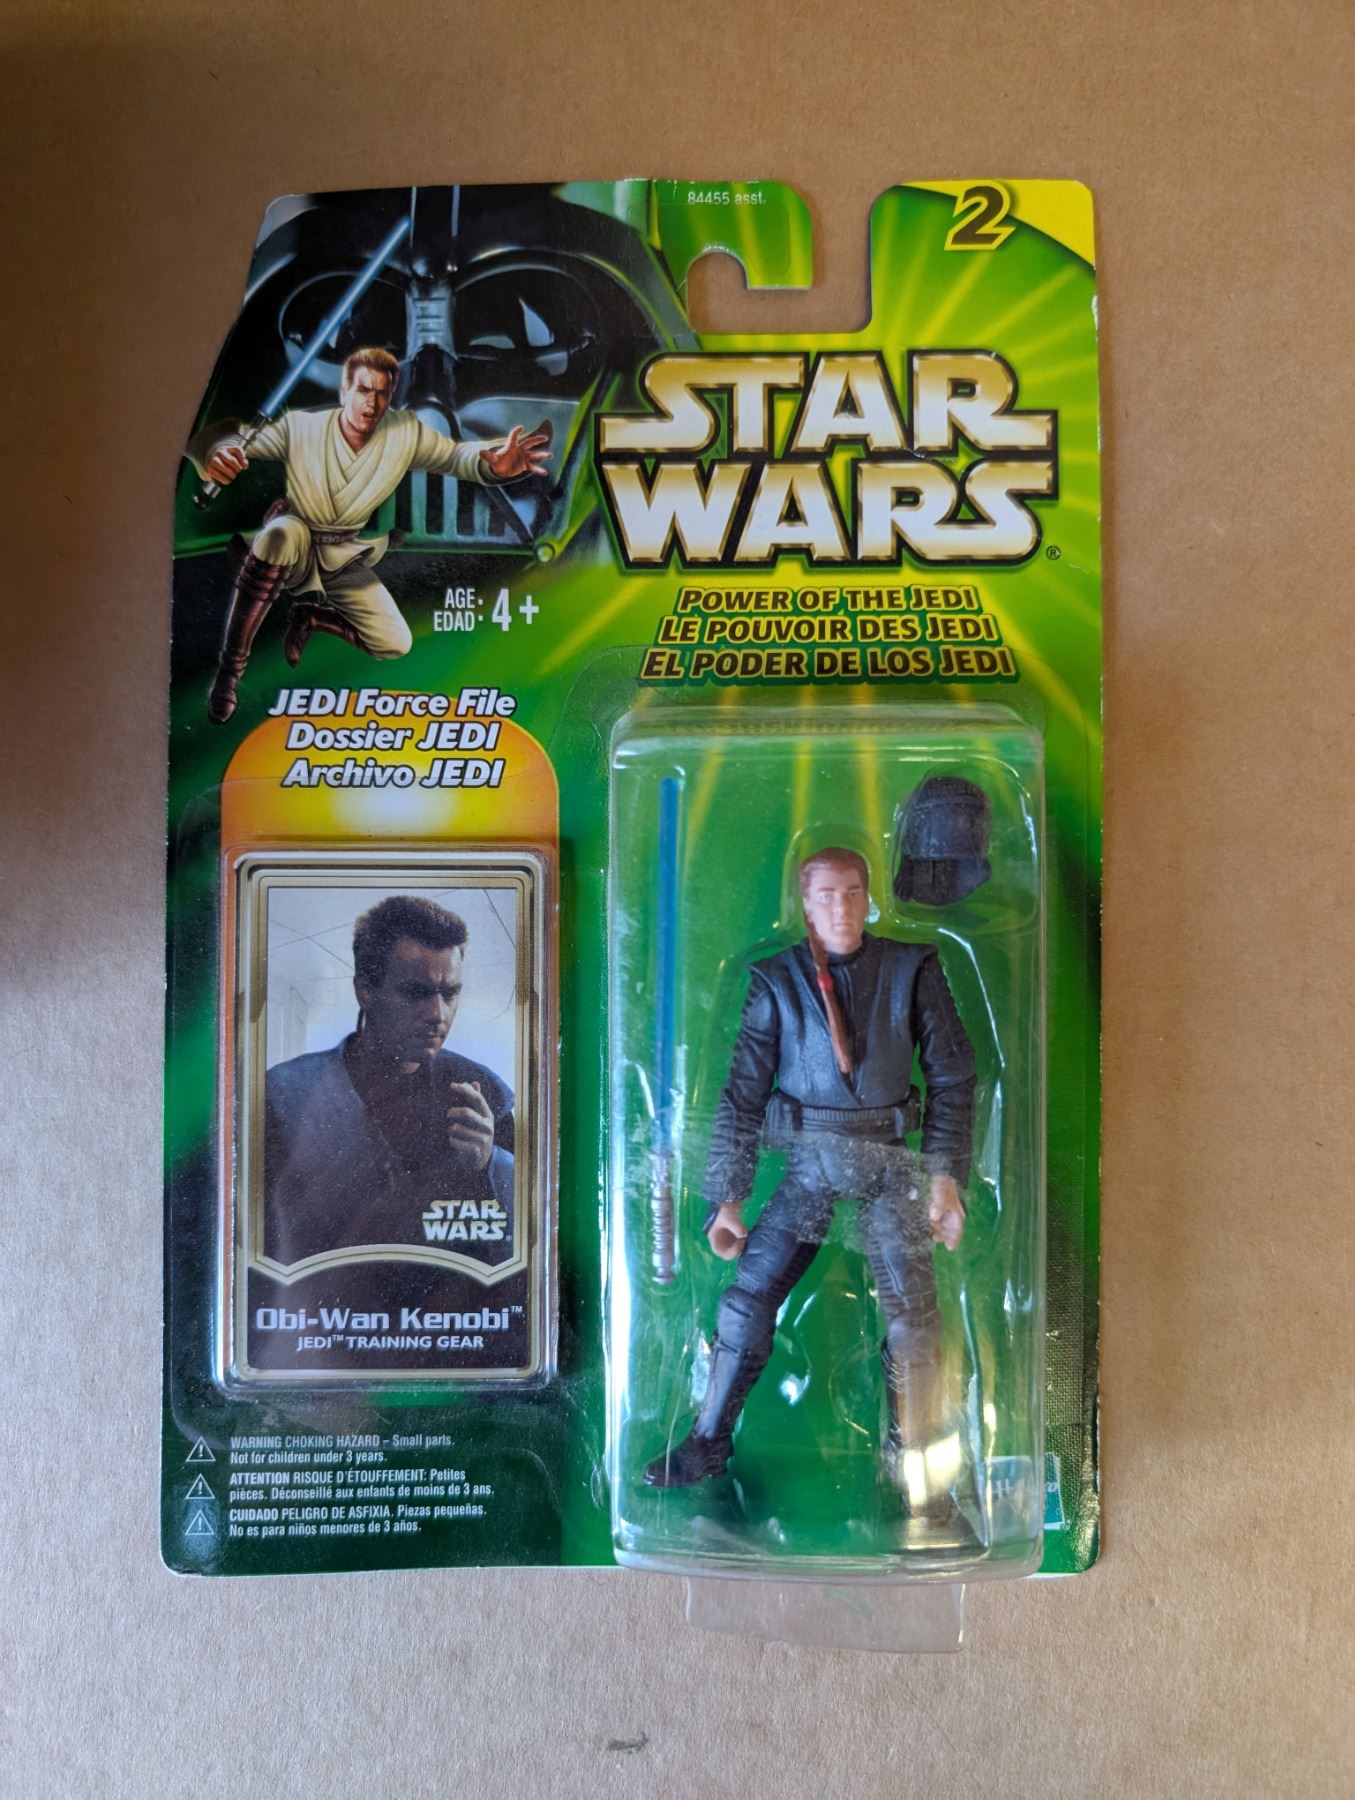 84455 asst.
2
STAR
WARS®
POWER OF THE JEDI
LE POUVOIR DES JEDI
EL PODER DE LOS JEDI
AGE:
EDAD: 4+
JEDI Force File
Dossier JEDI
Archivo JEDI
STAR
WARS®
Obi-Wan Kenobi™
JEDI™ TRAINING GEAR
WARNING CHOKING HAZARD – Small parts.
Not for children under 3 years.
ATTENTION RISQUE D'ÉTOUFFEMENT: Petites
pièces. Déconseillé aux enfants de moins de 3 ans.
CUIDADO PELIGRO DE ASFIXIA. Piezas pequeñas.
No es para niños menores de 3 años.